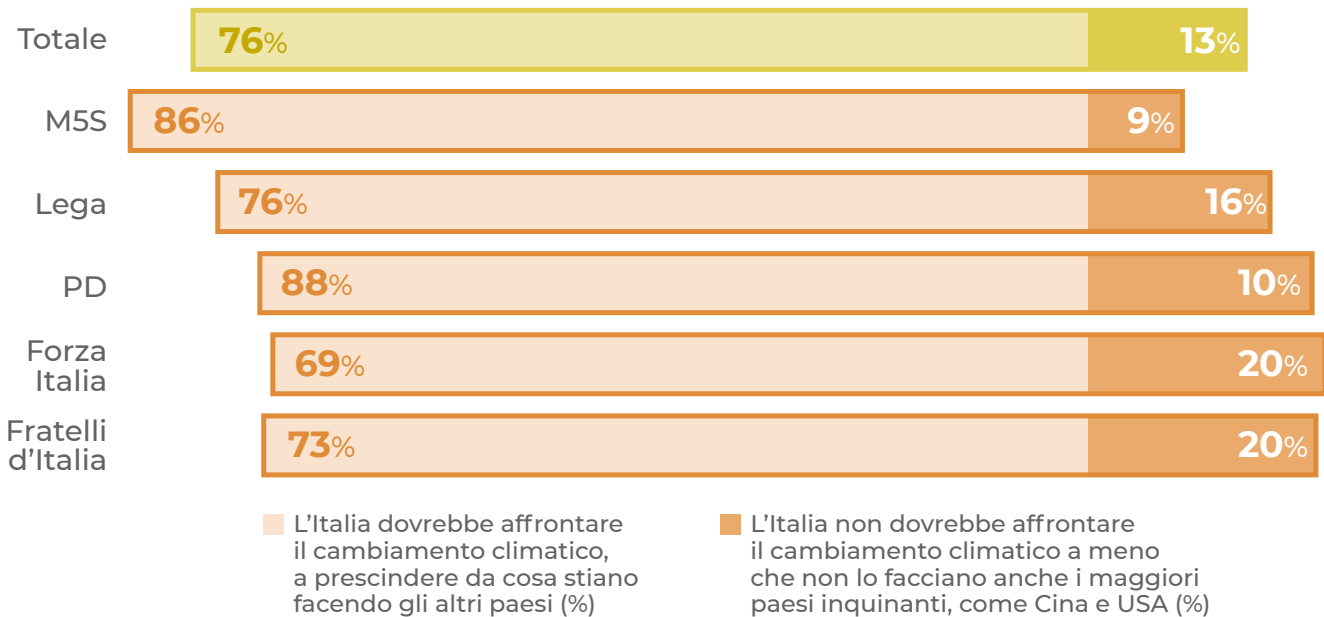 Totale 76% 13%
M5S 86% 9%
Lega 76% 16%
PD 88% 10%
Forza
Italia 69% 20%
Fratelli
d’Italia 73% 20%
L’Italia dovrebbe affrontare
il cambiamento climatico,
a prescindere da cosa stiano
facendo gli altri paesi (%)
L’Italia non dovrebbe affrontare
il cambiamento climatico a meno
che non lo facciano anche i maggiori
paesi inquinanti, come Cina e USA (%)